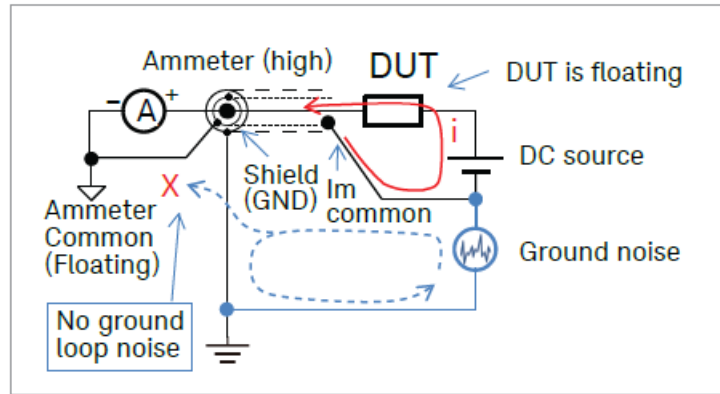 Ammeter (high)
DUT
DUT is floating
− A +
i
DC source
Shield
(GND)
Im
common
X
Ammeter
Common
(Floating)
Ground noise
No ground
loop noise